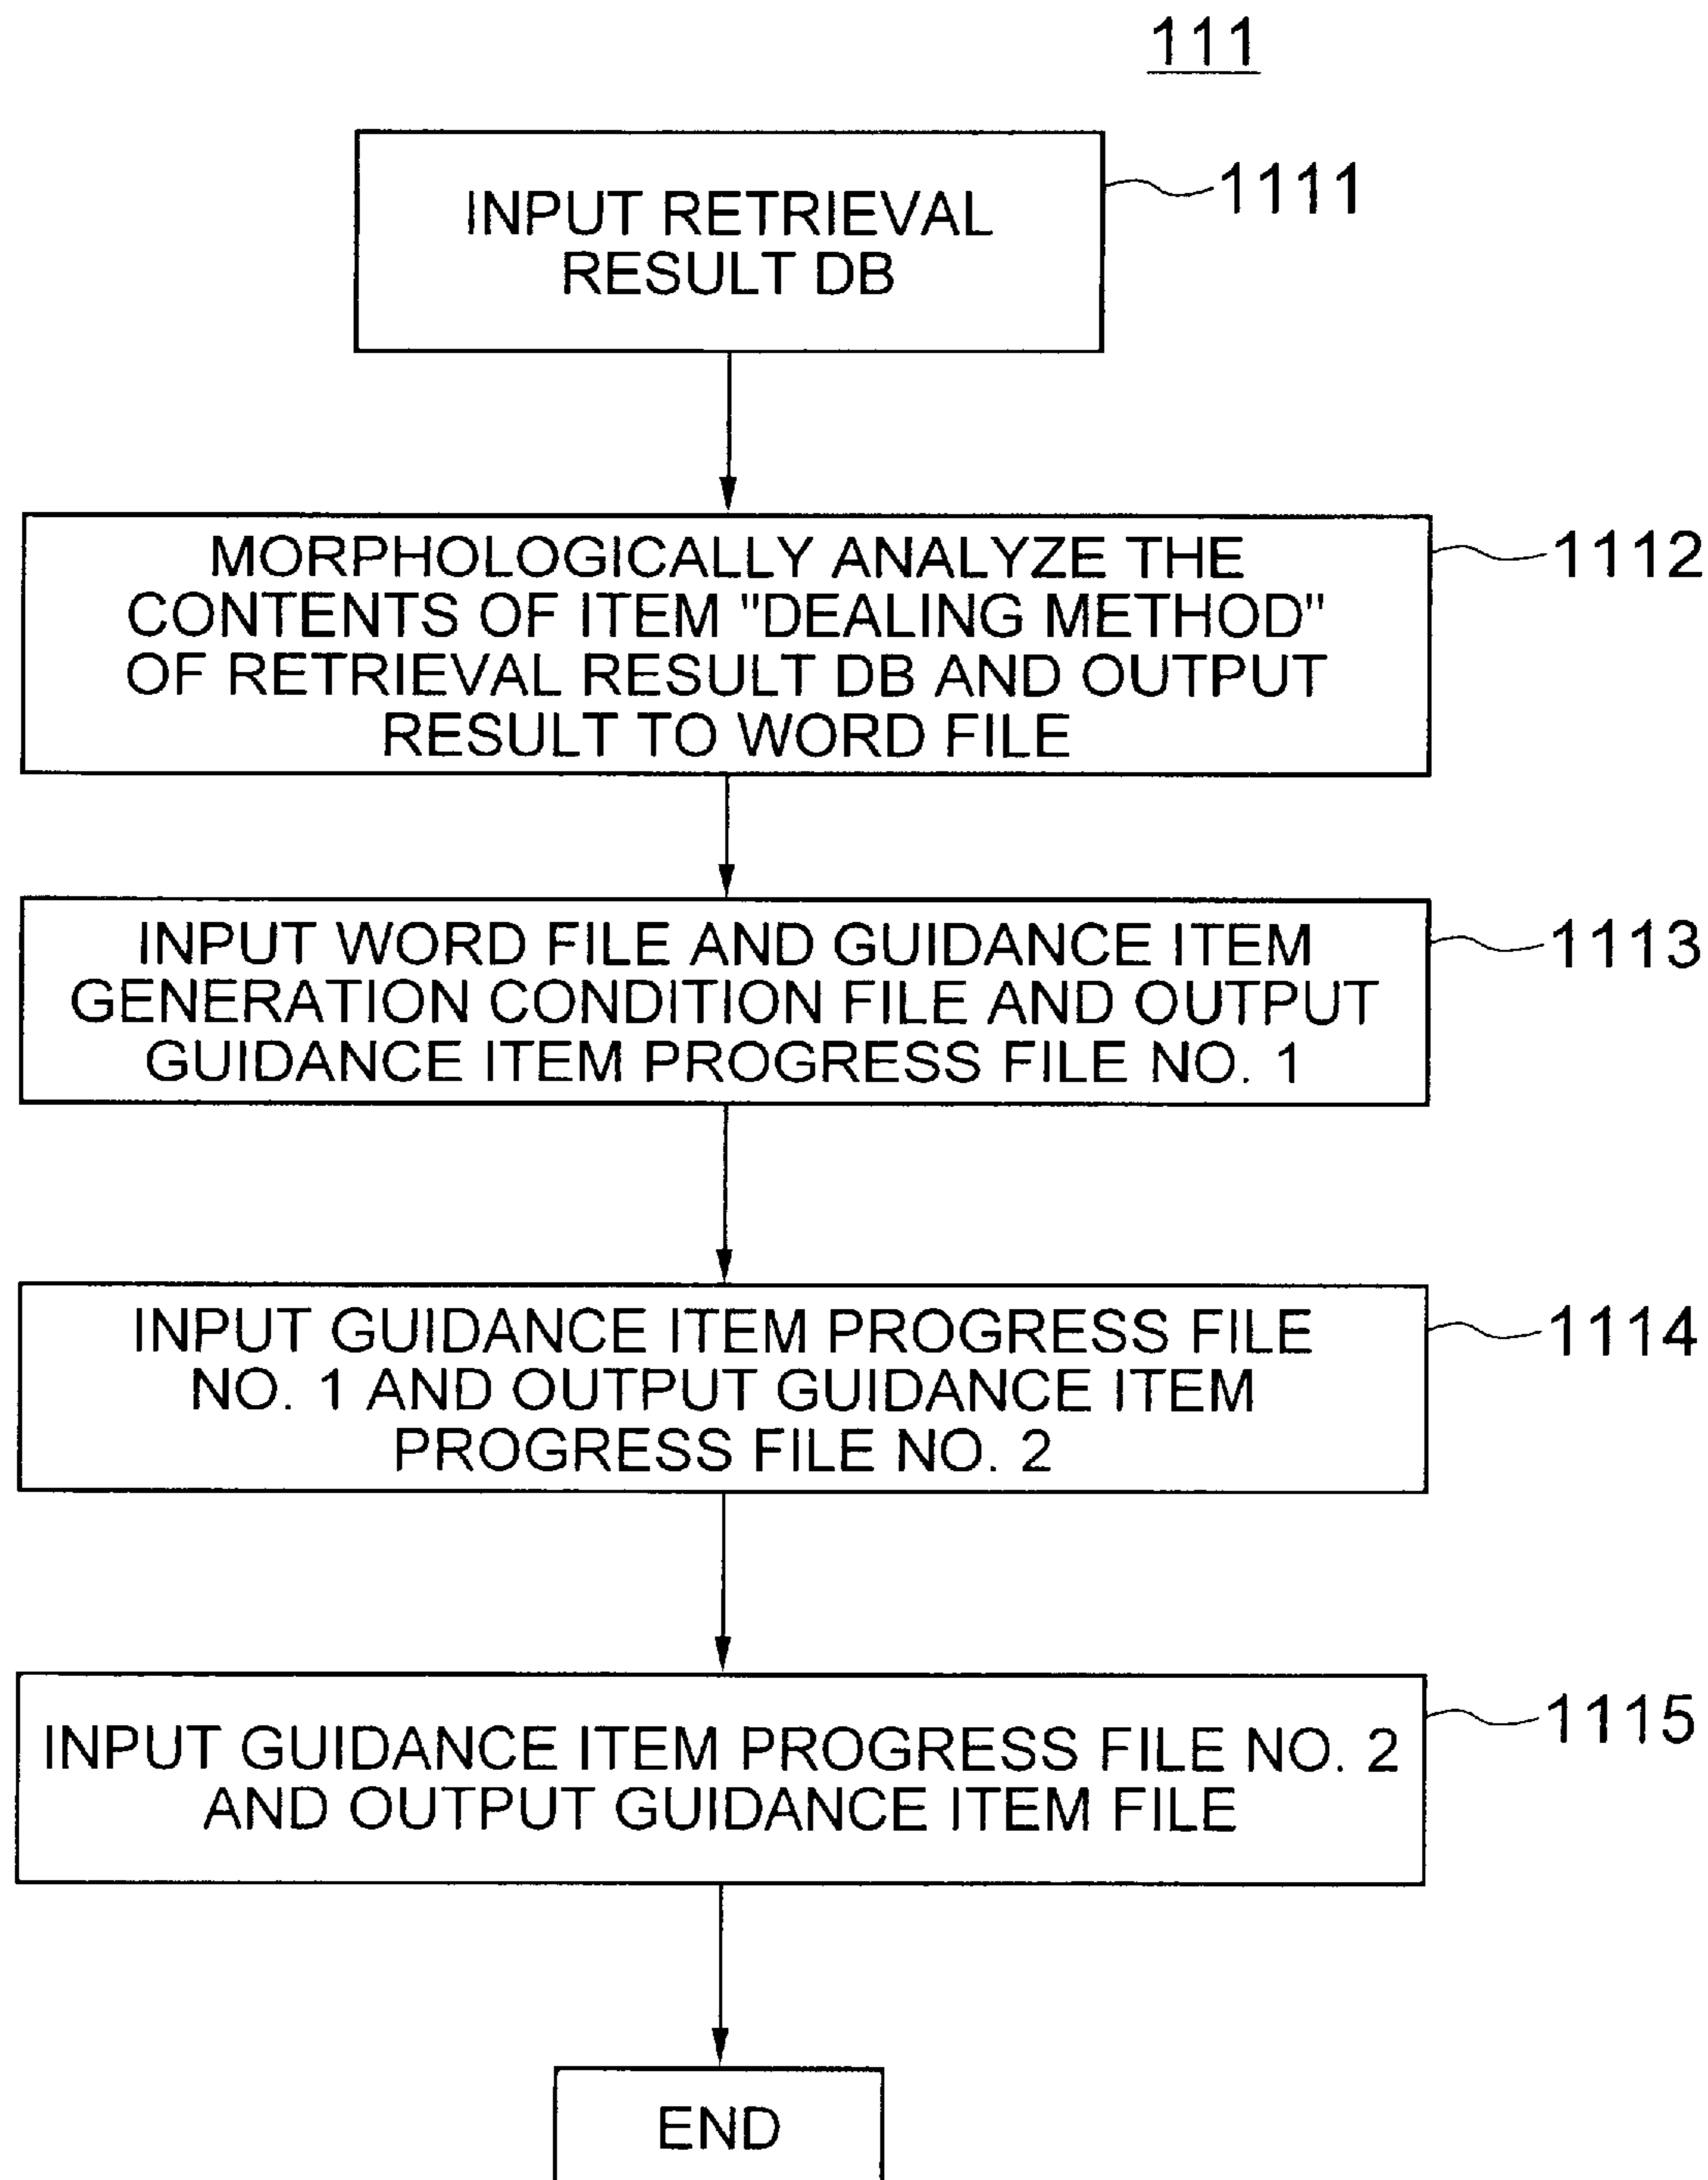 111
INPUT RETRIEVAL
RESULT DB
1111
MORPHOLOGICALLY ANALYZE THE
CONTENTS OF ITEM "DEALING METHOD"
OF RETRIEVAL RESULT DB AND OUTPUT
RESULT TO WORD FILE
1112
INPUT WORD FILE AND GUIDANCE ITEM
GENERATION CONDITION FILE AND OUTPUT
GUIDANCE ITEM PROGRESS FILE NO. 1
1113
INPUT GUIDANCE ITEM PROGRESS FILE
NO. 1 AND OUTPUT GUIDANCE ITEM
PROGRESS FILE NO. 2
1114
INPUT GUIDANCE ITEM PROGRESS FILE NO. 2
AND OUTPUT GUIDANCE ITEM FILE
1115
END